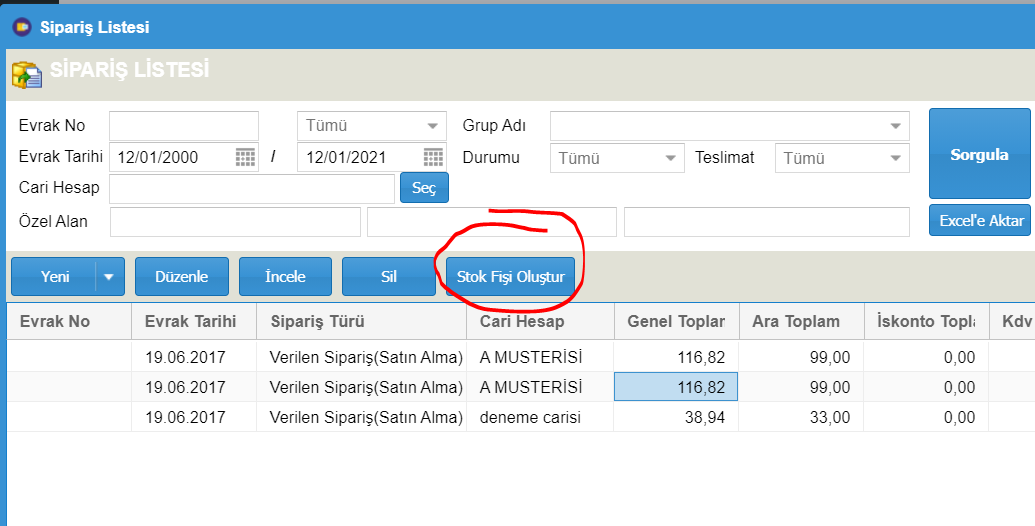 Sipariş Listesi
SİPARİŞ LİSTESİ
Evrak No Tümü Grup Adı
Evrak Tarihi 12/01/2000 / 12/01/2021 Durumu Tümü Teslimat Tümü
Sorgula
Cari Hesap Seç
Özel Alan Excel'e Aktar
Yeni Düzenle İncele Sil Stok Fişi Oluştur
Evrak No Evrak Tarihi Sipariş Türü Cari Hesap Genel Toplar Ara Toplam İskonto Topla Kdv
19.06.2017 Verilen Sipariş(Satın Alma) A MUSTERİSİ 116,82 99,00 0,00
19.06.2017 Verilen Sipariş(Satın Alma) A MUSTERİSİ 116,82 99,00 0,00
19.06.2017 Verilen Sipariş(Satın Alma) deneme carisi 38,94 33,00 0,00